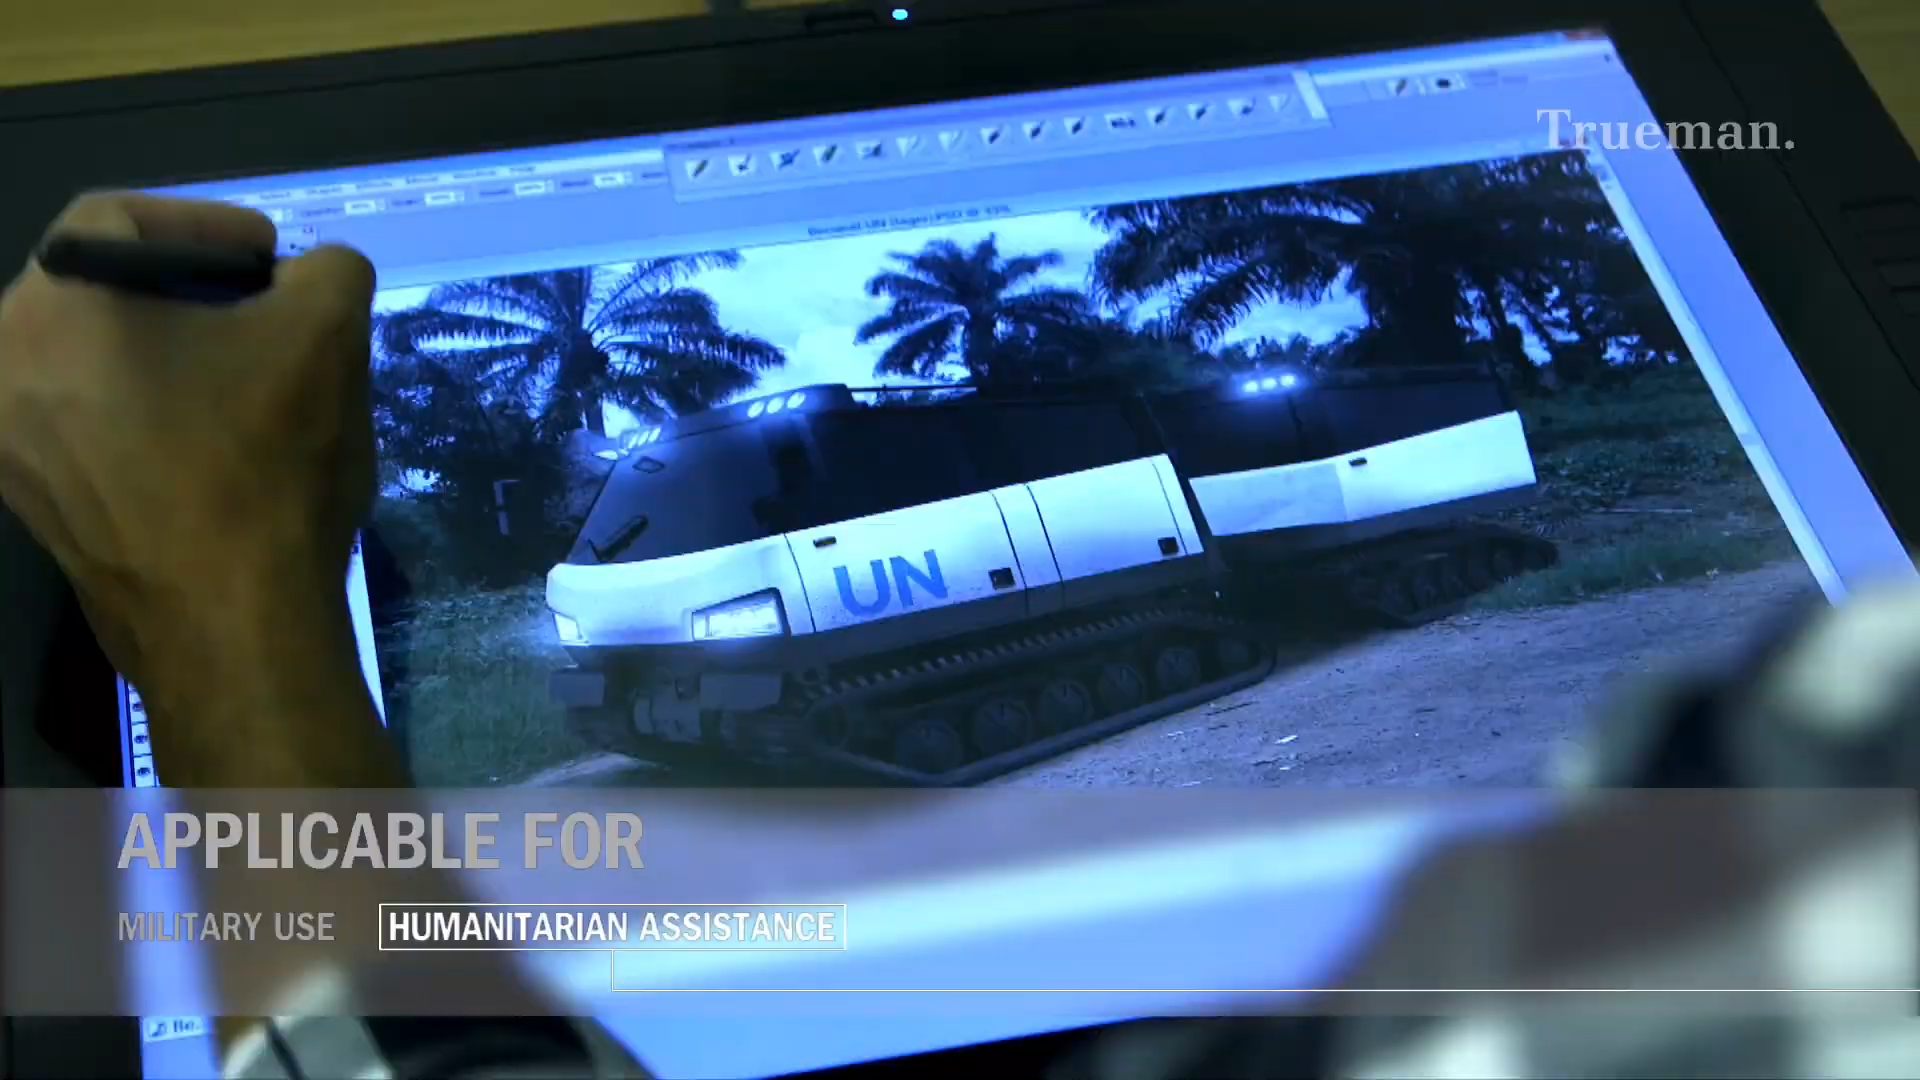 Trueman.
UN
APPLICABLE FOR
MILITARY USE HUMANITARIAN ASSISTANCE